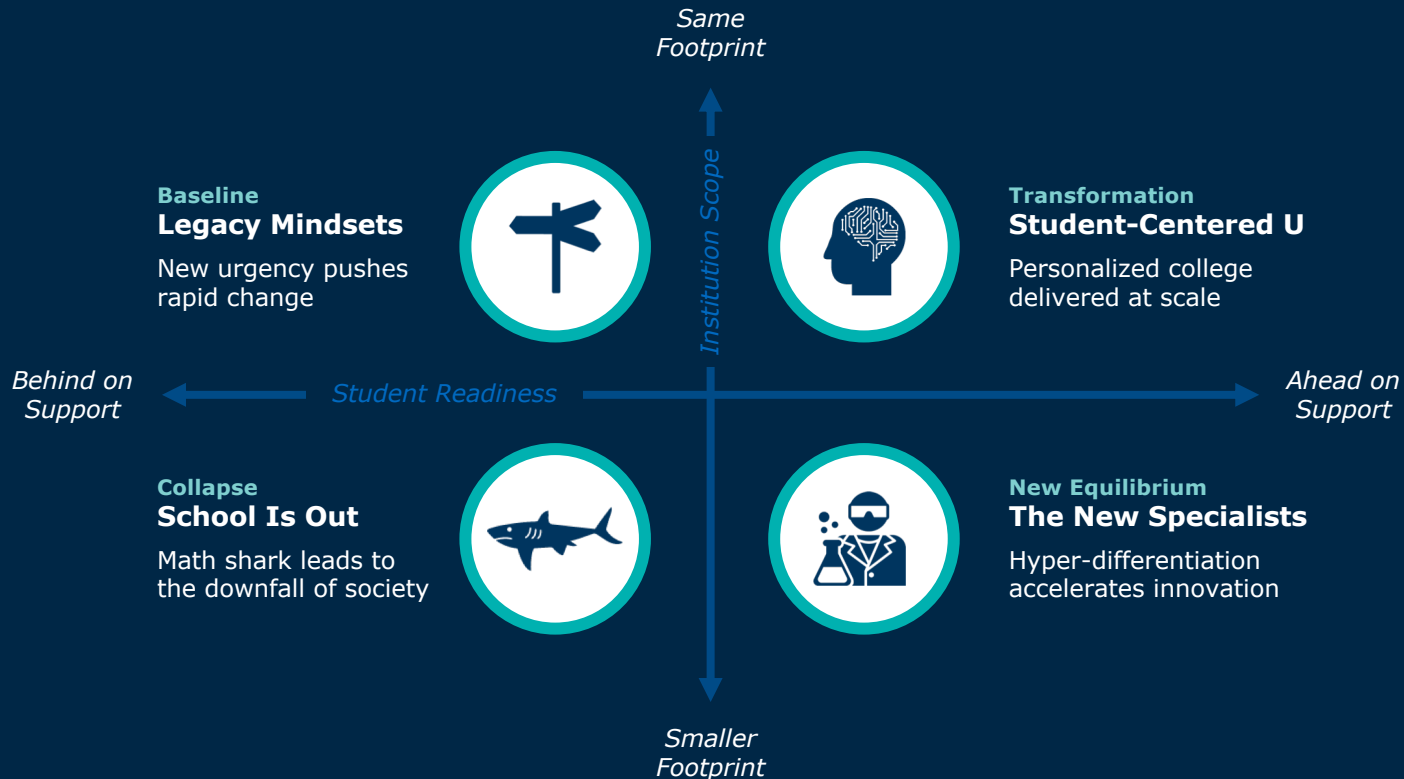 Same
Footprint
Institution Scope
Baseline
Legacy Mindsets
New urgency pushes
rapid change
Transformation
Student-Centered U
Personalized college
delivered at scale
Behind on
Support
Student Readiness
Ahead on
Support
Collapse
School Is Out
Math shark leads to
the downfall of society
New Equilibrium
The New Specialists
Hyper-differentiation
accelerates innovation
Smaller
Footprint